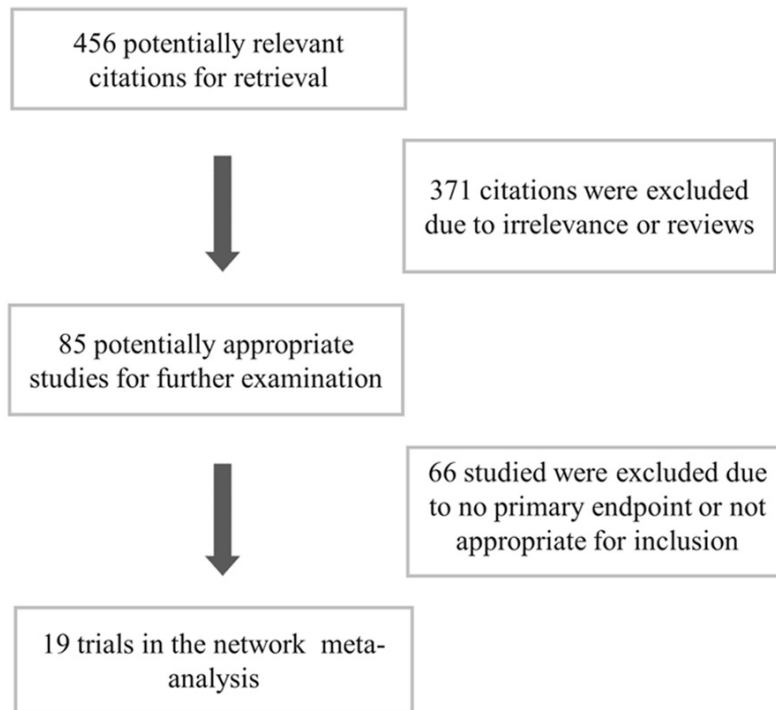 456 potentially relevant
citations for retrieval
371 citations were excluded
due to irrelevance or reviews
85 potentially appropriate
studies for further examination
66 studied were excluded due
to no primary endpoint or not
appropriate for inclusion
19 trials in the network meta-
analysis